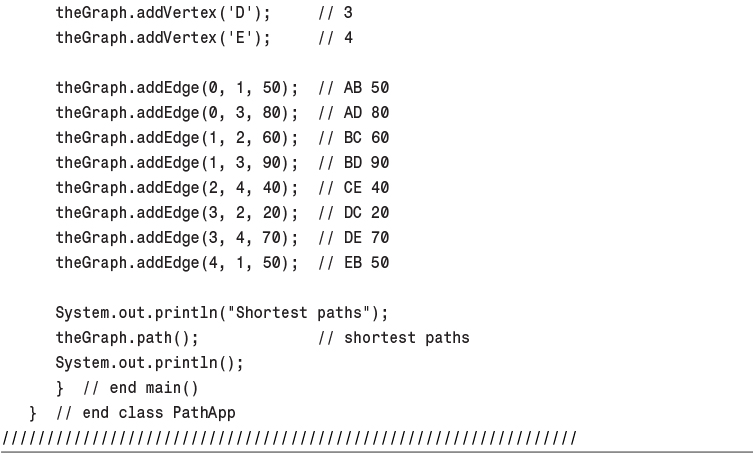 theGraph.addVertex('D');     // 3
theGraph.addVertex('E');     // 4
theGraph.addEdge(0, 1, 50);  // AB 50
theGraph.addEdge(0, 3, 80);  // AD 80
theGraph.addEdge(1, 2, 60);  // BC 60
theGraph.addEdge(1, 3, 90);  // BD 90
theGraph.addEdge(2, 4, 40);  // CE 40
theGraph.addEdge(3, 2, 20);  // DC 20
theGraph.addEdge(3, 4, 70);  // DE 70
theGraph.addEdge(4, 1, 50);  // EB 50
System.out.println("Shortest paths");
theGraph.path();             // shortest paths
System.out.println();
}  // end main()
}  // end class PathApp
////////////////////////////////////////////////////////////////